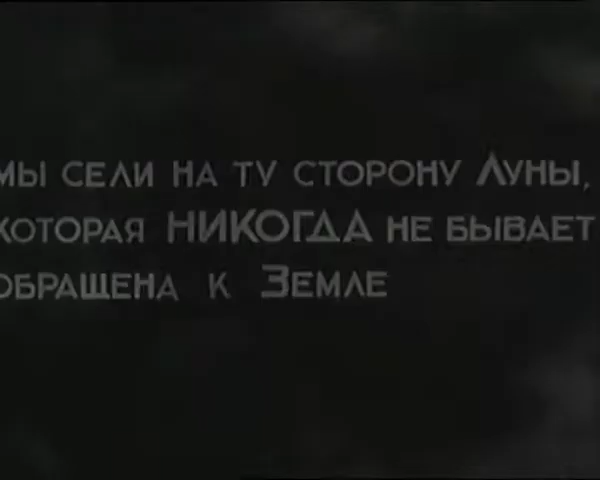 мы сели на ту сторону Луны,
которая НИКОГДА не бывает
обращена к Земле